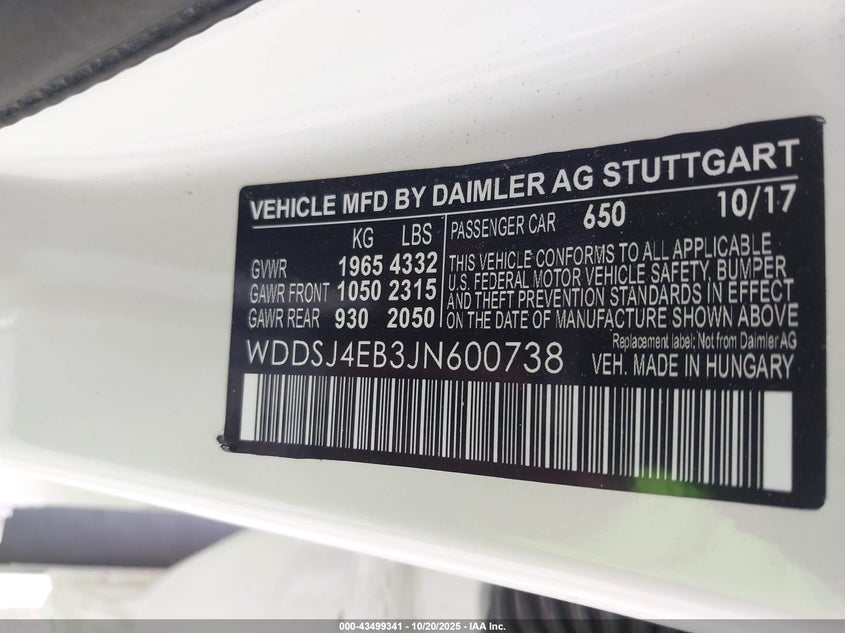 VEHICLE MFD BY DAIMLER AG STUTTGART
KG LBS
GVWR 1965 4332
GAWR FRONT 1050 2315
GAWR REAR 930 2050
PASSENGER CAR 650 10/17
THIS VEHICLE CONFORMS TO ALL APPLICABLE
U.S. FEDERAL MOTOR VEHICLE SAFETY, BUMPER
AND THEFT PREVENTION STANDARDS IN EFFECT
ON THE DATE OF MANUFACTURE SHOWN ABOVE
Replacement label: Not from Daimler AG
WDDSJ4EB3JN600738
VEH. MADE IN HUNGARY
000-43499341 | 10/20/2025 | IAA Inc.